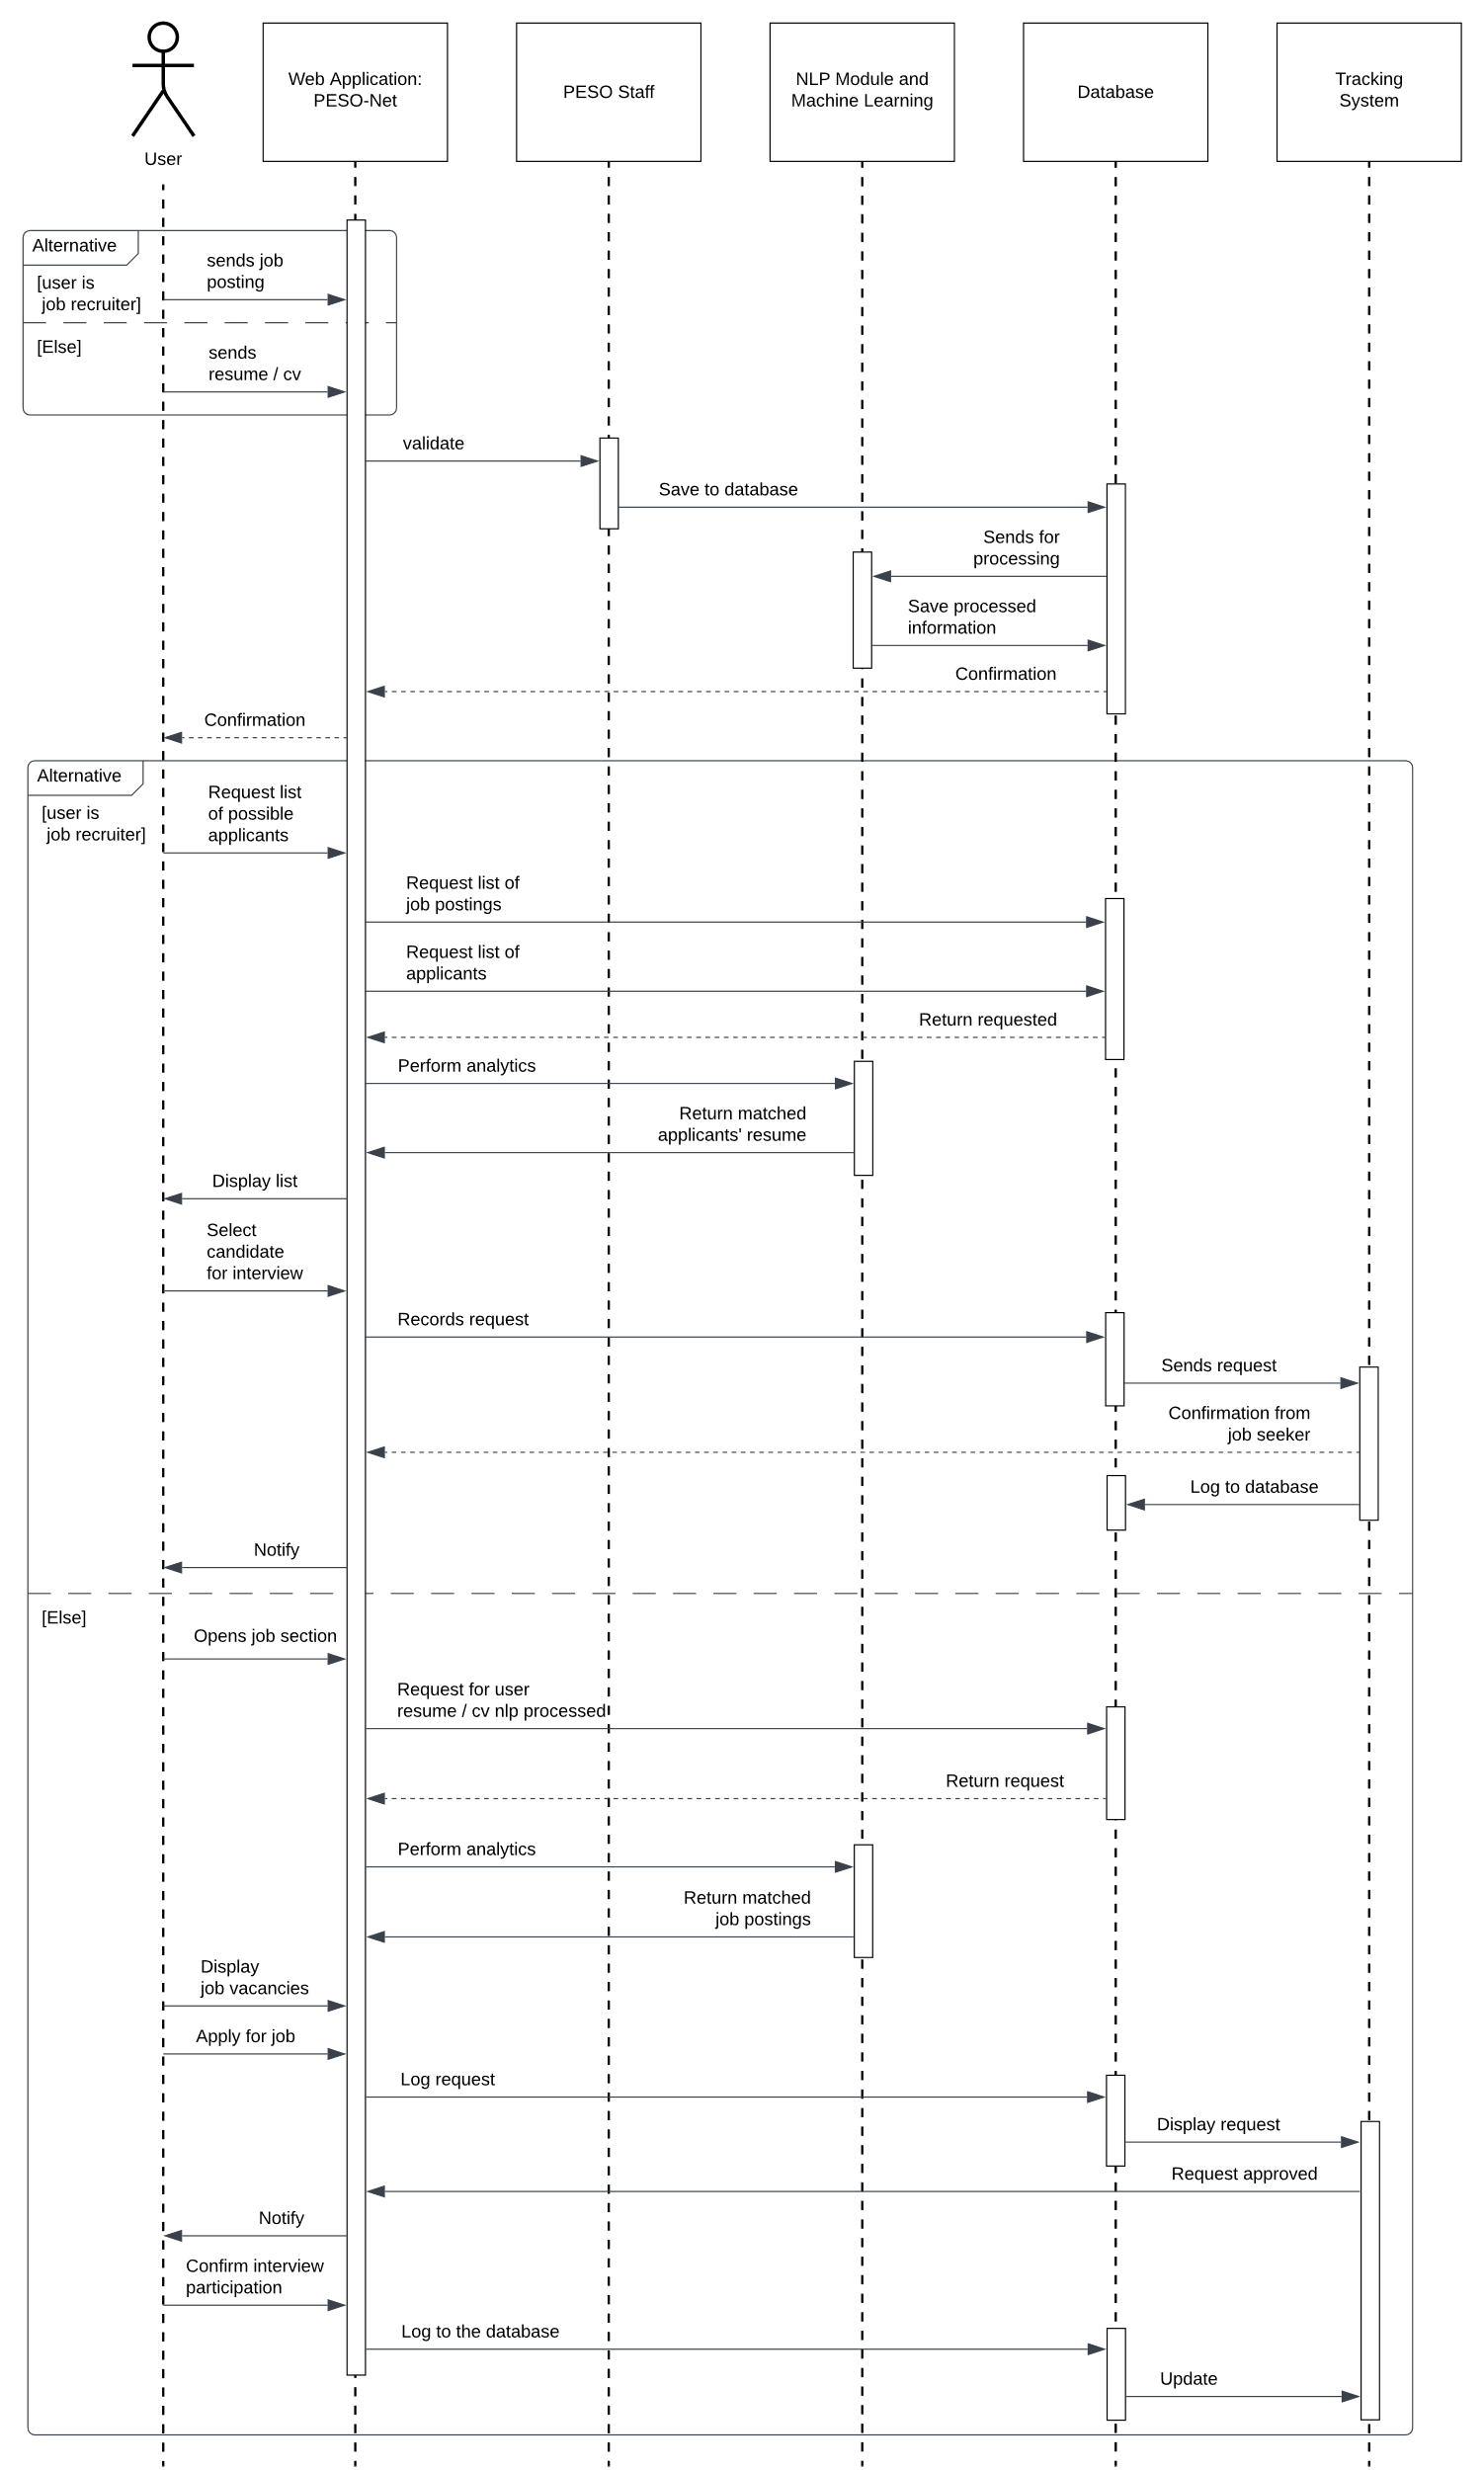 User
Web Application:
PESO-Net
PESO Staff
NLP Module and
Machine Learning
Database
Tracking
System
Alternative
[user is
job recruiter]
sends job
posting
[Else]
sends
resume / cv
validate
Save to database
Sends for
processing
Save processed
information
Confirmation
Confirmation
Alternative
[user is
job recruiter]
Request list
of possible
applicants
Request list of
job postings
Request list of
applicants
Return requested
Perform analytics
Return matched
applicants' resume
Display list
Select
candidate
for interview
Records request
Sends request
Confirmation from
job seeker
Log to database
Notify
[Else]
Opens job section
Request for user
resume / cv nlp processed
Return request
Perform analytics
Return matched
job postings
Display
job vacancies
Apply for job
Log request
Display request
Request approved
Notify
Confirm interview
participation
Log to the database
Update